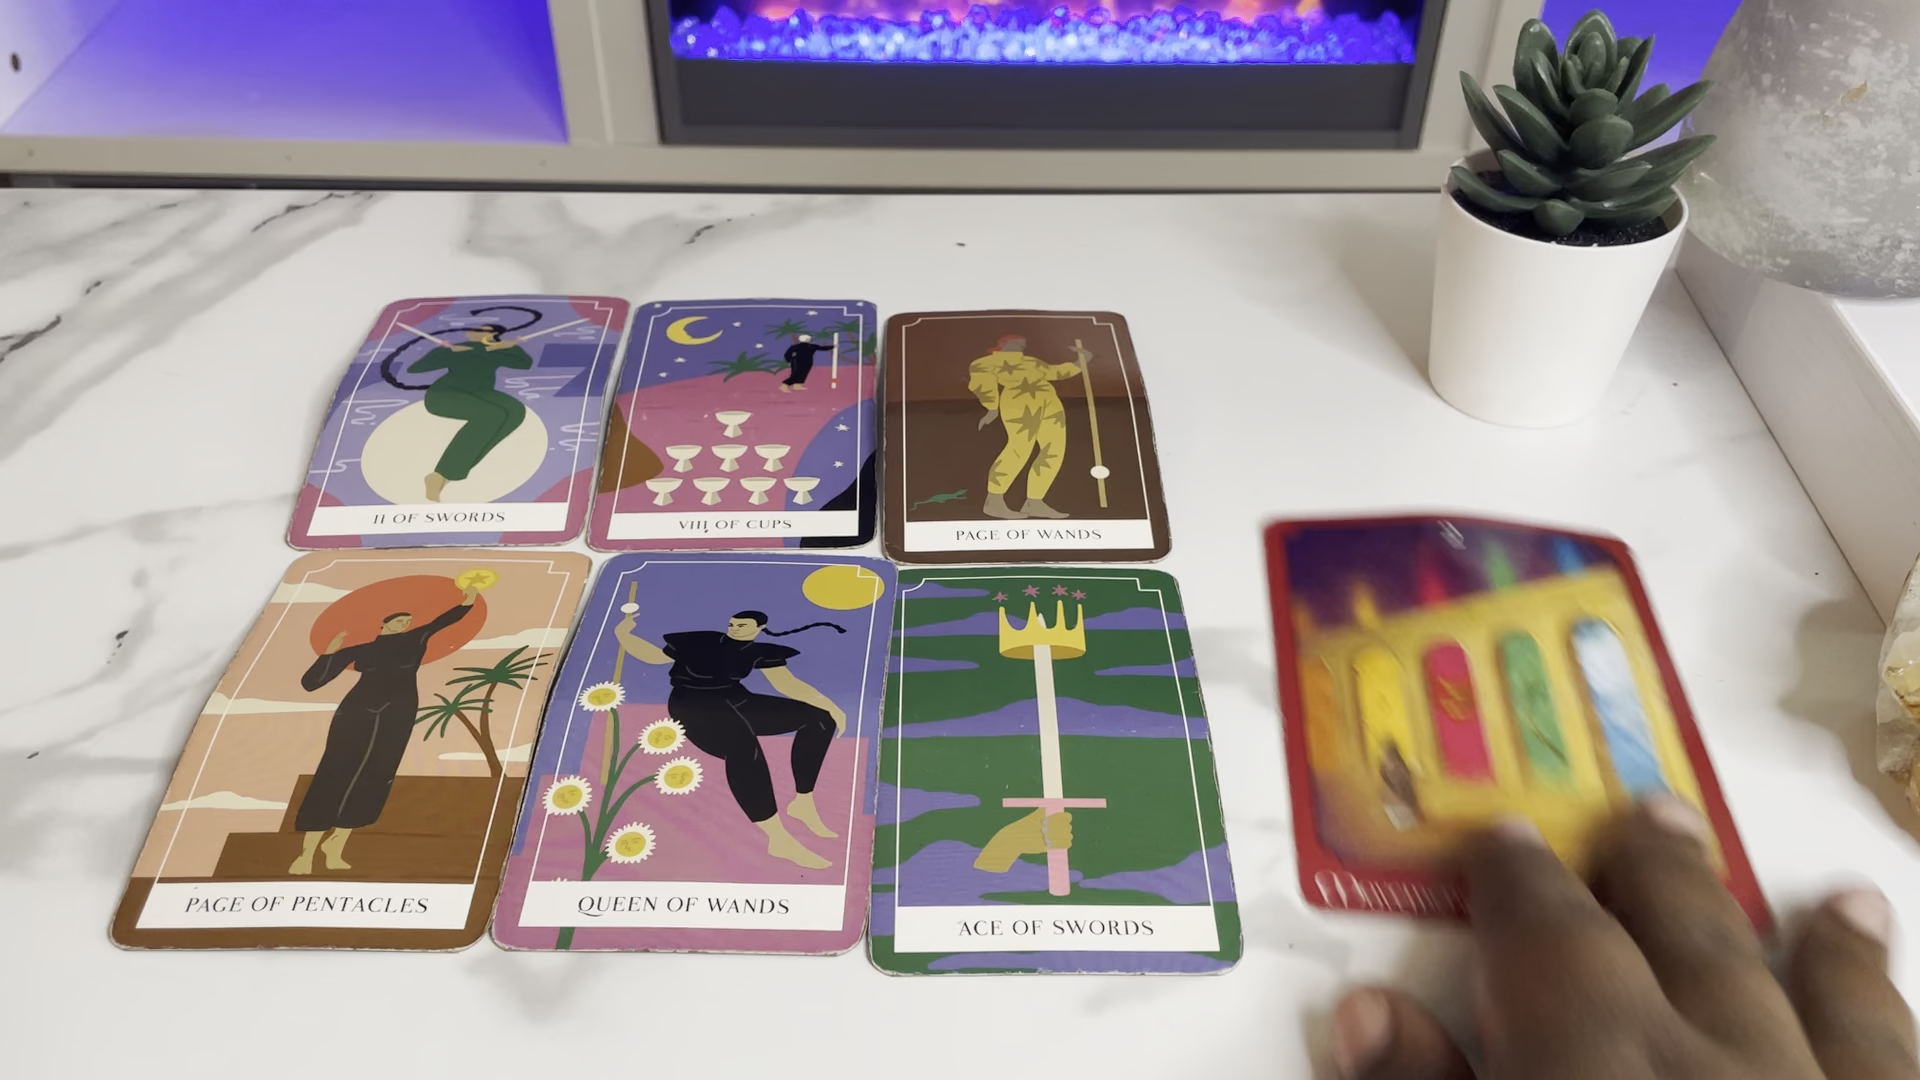 II OF SWORDS
VIII OF CUPS
PAGE OF WANDS
PAGE OF PENTACLES
QUEEN OF WANDS
ACE OF SWORDS